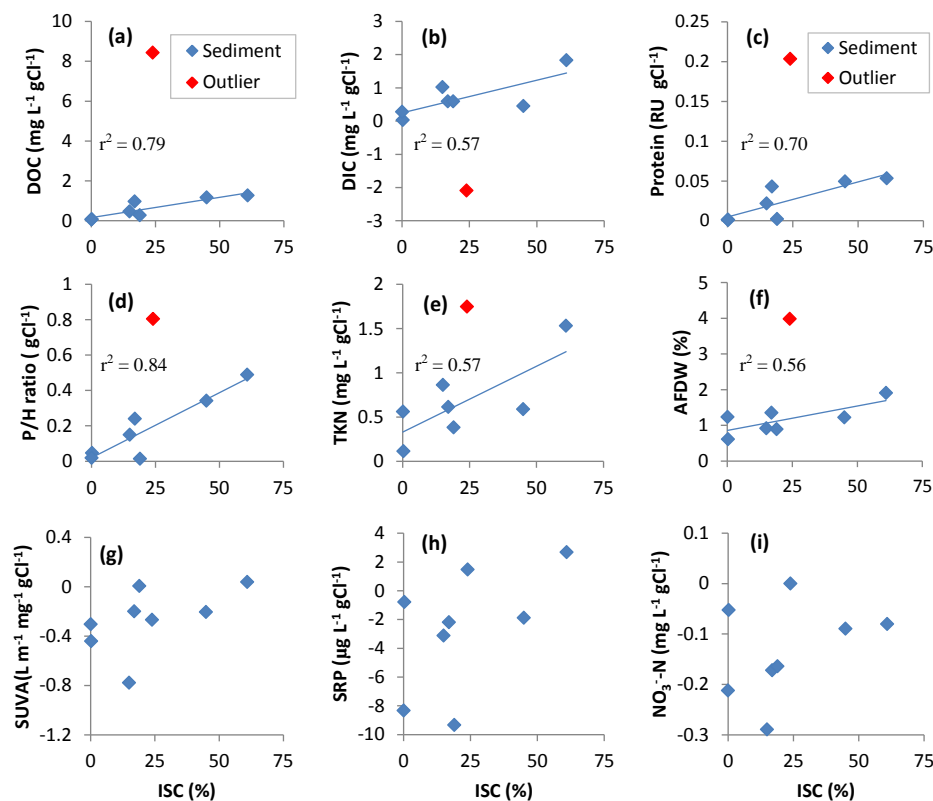 (a)
DOC (mg L⁻¹ gCl⁻¹)
10
8
6
4
2
0
0 25 50 75
Sediment
Outlier
r² = 0.79
(b)
DIC (mg L⁻¹ gCl⁻¹)
3
2
1
0
-1
-2
-3
0 25 50 75
r² = 0.57
(c)
Protein (RU gCl⁻¹)
0.25
0.2
0.15
0.1
0.05
0
0 25 50 75
Sediment
Outlier
r² = 0.70
(d)
P/H ratio ( gCl⁻¹)
1
0.8
0.6
0.4
0.2
0
0 25 50 75
r² = 0.84
(e)
TKN (mg L⁻¹ gCl⁻¹)
2
1.5
1
0.5
0
0 25 50 75
r² = 0.57
(f)
AFDW (%)
5
4
3
2
1
0
0 25 50 75
r² = 0.56
(g)
SUVA(L m⁻¹ mg⁻¹ gCl⁻¹)
0.4
0
-0.4
-0.8
-1.2
0 25 50 75
ISC (%)
(h)
SRP (µg L⁻¹ gCl⁻¹)
4
2
0
-2
-4
-6
-8
-10
0 25 50 75
ISC (%)
(i)
NO₃⁻-N (mg L⁻¹ gCl⁻¹)
0.1
0
-0.1
-0.2
-0.3
0 25 50 75
ISC (%)